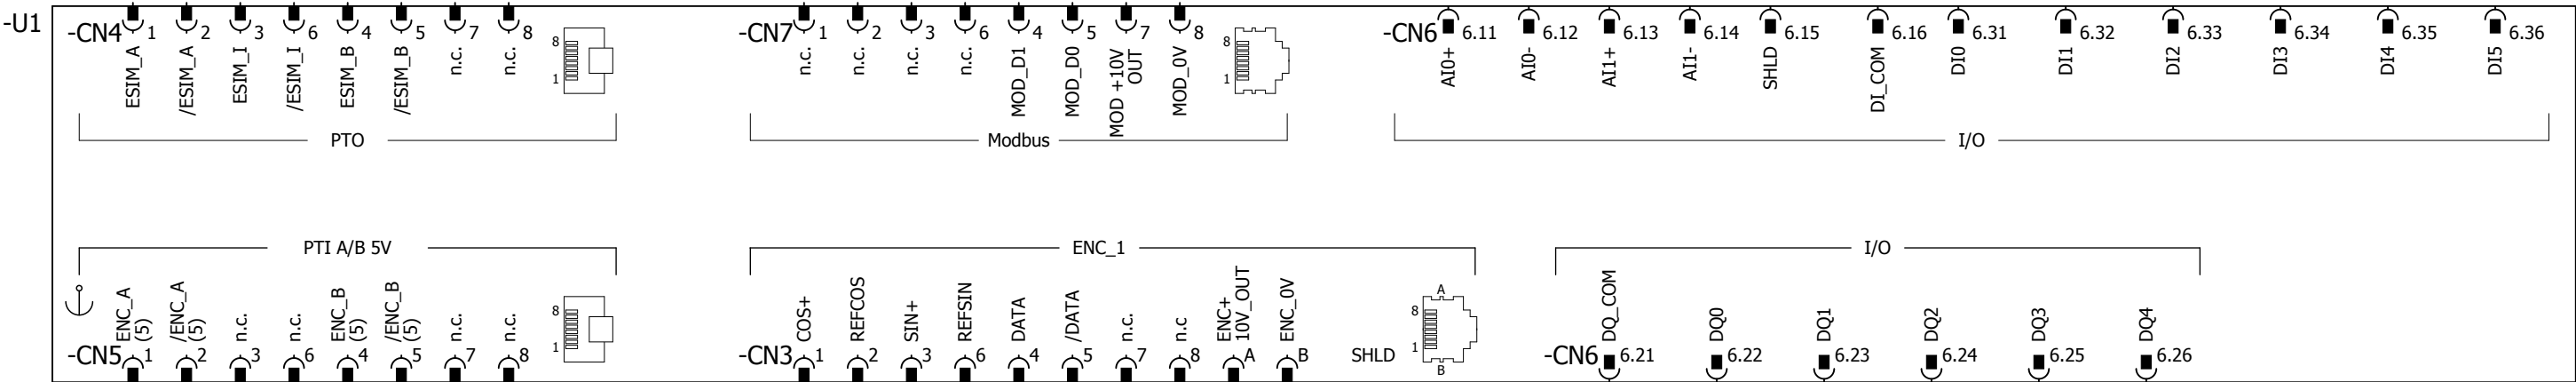 -U1
-CN4 1 2 3 6 4 5 7 8
ESIM_A /ESIM_A ESIM_I /ESIM_I ESIM_B /ESIM_B n.c. n.c.
8
1
PTO
-CN7 1 2 3 6 4 5 7 8
n.c. n.c. n.c. n.c. MOD_D1 MOD_D0 MOD +10V OUT MOD_0V
8
1
Modbus
-CN6 6.11 6.12 6.13 6.14 6.15 6.16 6.31 6.32 6.33 6.34 6.35 6.36
AI0+ AI0- AI1+ AI1- SHLD DI_COM DI0 DI1 DI2 DI3 DI4 DI5
I/O
PTI A/B 5V
ENC_A (5) /ENC_A (5) n.c. n.c. ENC_B (5) /ENC_B (5) n.c. n.c.
8
1
-CN5 1 2 3 6 4 5 7 8
ENC_1
COS+ REFCOS SIN+ REFSIN DATA /DATA n.c. n.c ENC+ 10V_OUT ENC_0V
A
8
1
B
-CN3 1 2 3 6 4 5 7 8 A B SHLD
I/O
DQ_COM DQ0 DQ1 DQ2 DQ3 DQ4
-CN6 6.21 6.22 6.23 6.24 6.25 6.26